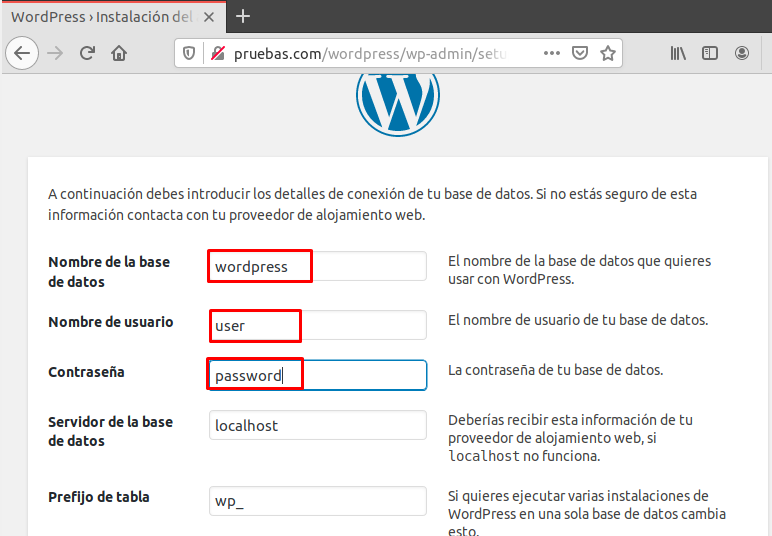 WordPress › Instalación del
pruebas.com/wordpress/wp-admin/setu
A continuación debes introducir los detalles de conexión de tu base de datos. Si no estás seguro de esta
información contacta con tu proveedor de alojamiento web.
Nombre de la base
de datos
wordpress
El nombre de la base de datos que quieres
usar con WordPress.
Nombre de usuario
user
El nombre de usuario de tu base de datos.
Contraseña
password
La contraseña de tu base de datos.
Servidor de la base
de datos
localhost
Deberías recibir esta información de tu
proveedor de alojamiento web, si
localhost no funciona.
Prefijo de tabla
wp_
Si quieres ejecutar varias instalaciones de
WordPress en una sola base de datos cambia
esto.